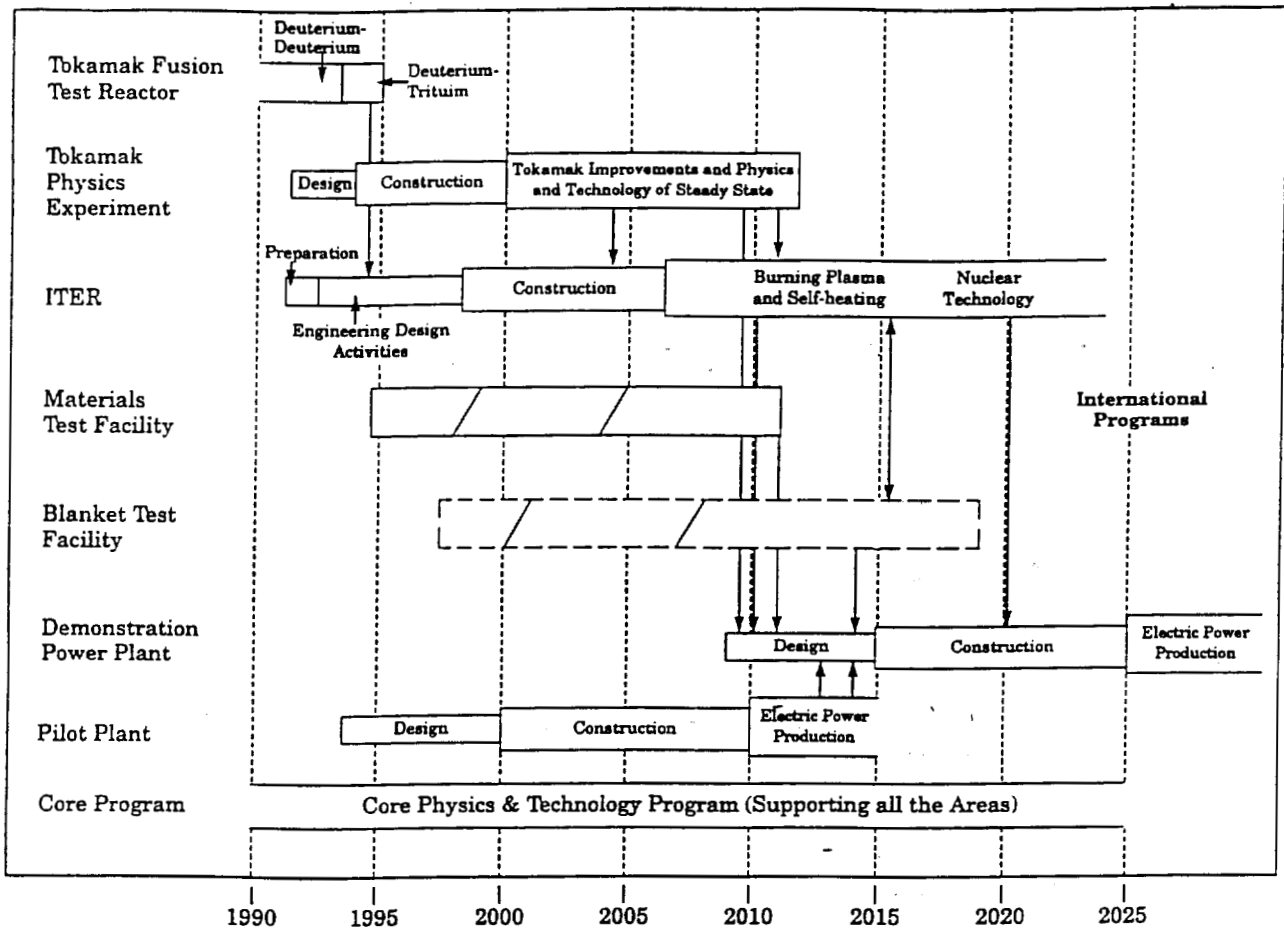 Deuterium-
Deuterium
Tokamak Fusion
Test Reactor
Deuterium-
Trituim
Tokamak
Physics
Experiment
Design
Construction
Tokamak Improvements and Physics
and Technology of Steady State
Preparation
ITER
Construction
Burning Plasma
and Self-heating
Nuclear
Technology
Engineering Design
Activities
Materials
Test Facility
International
Programs
Blanket Test
Facility
Demonstration
Power Plant
Design
Construction
Electric Power
Production
Pilot Plant
Design
Construction
Electric Power
Production
Core Program
Core Physics & Technology Program (Supporting all the Areas)
1990 1995 2000 2005 2010 2015 2020 2025